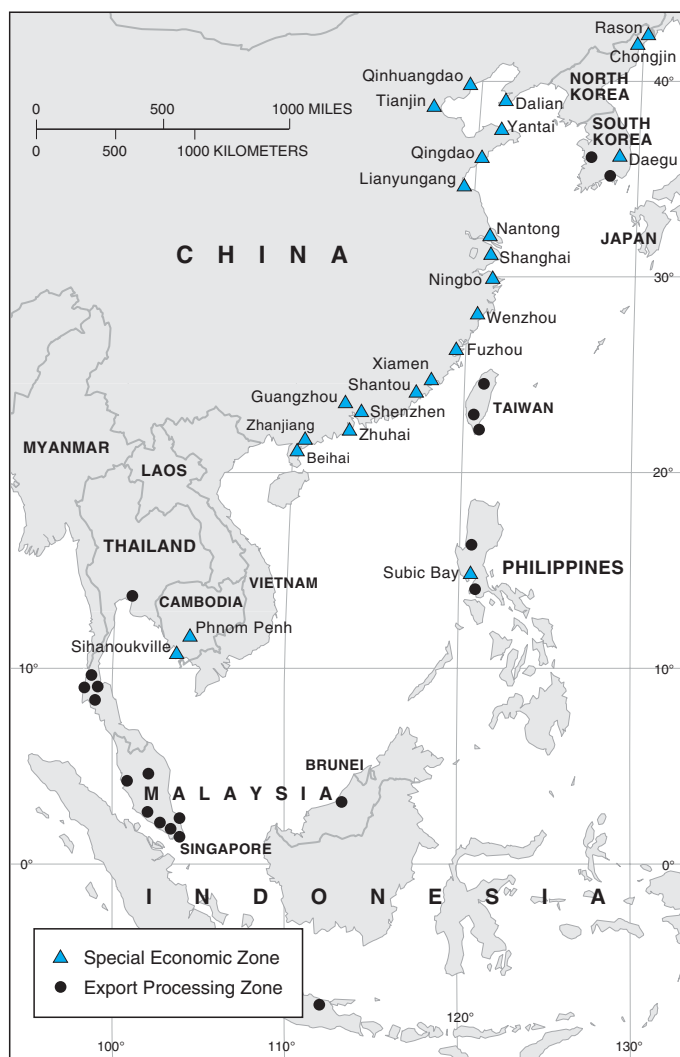 Rason
Chongjin
40°
Qinhuangdao
NORTH
KOREA
Tianjin
Dalian
0 500 1000 MILES
0 500 1000 KILOMETERS
Yantai
SOUTH
KOREA
Qingdao
Daegu
Lianyungang
Nantong
JAPAN
CHINA
Shanghai
Ningbo
30°
Wenzhou
Fuzhou
Xiamen
Shantou
Guangzhou
Shenzhen
TAIWAN
Zhanjiang
Zhuhai
MYANMAR
Beihai
LAOS
20°
THAILAND
Subic Bay
PHILIPPINES
VIETNAM
CAMBODIA
Phnom Penh
Sihanoukville
10°
BRUNEI
MALAYSIA
SINGAPORE
0°
INDONESIA
Special Economic Zone
Export Processing Zone
100°
110°
120°
130°